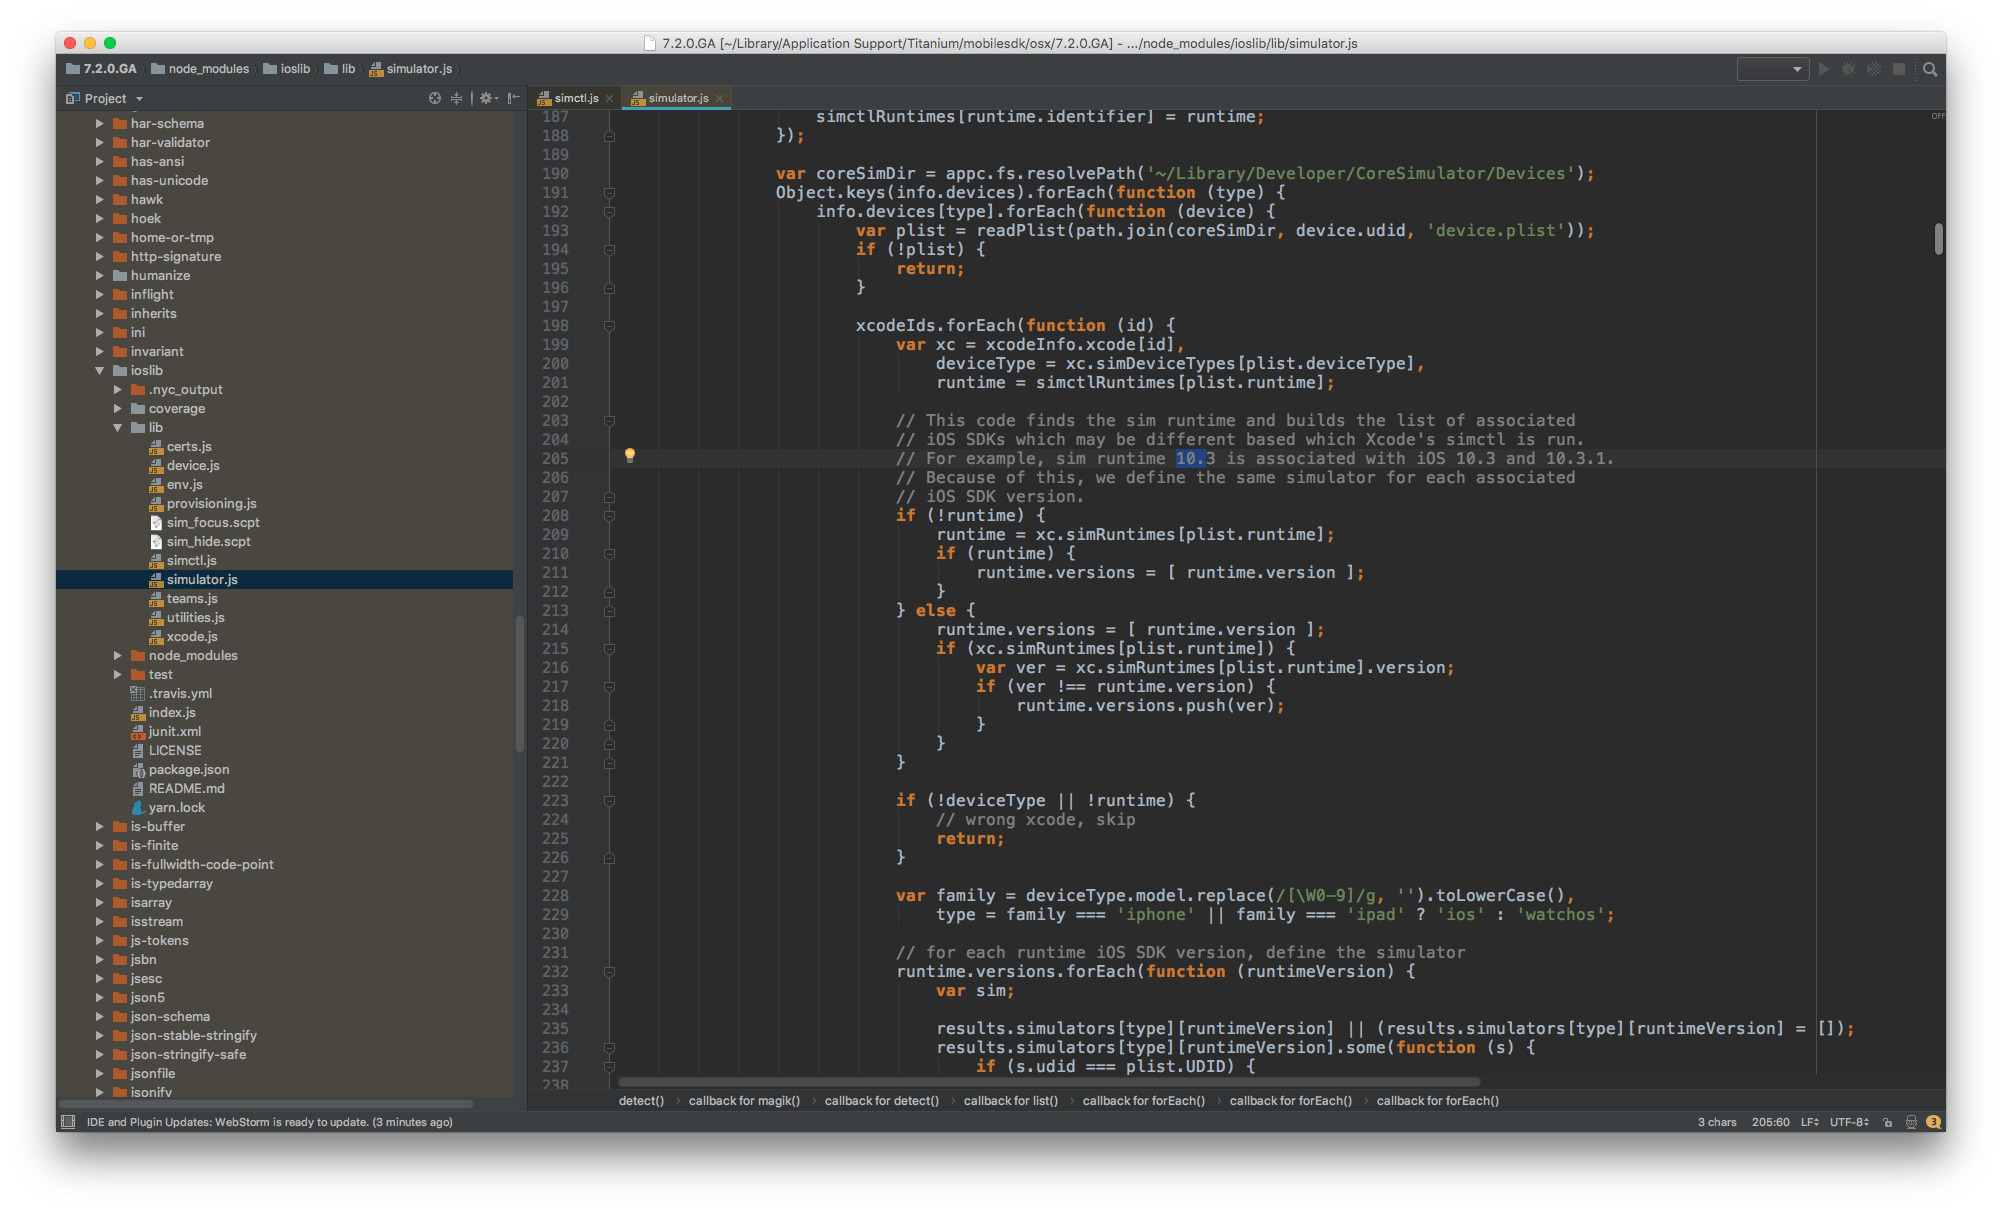 7.2.0.GA [~/Library/Application Support/Titanium/mobilesdk/osx/7.2.0.GA] - .../node_modules/ioslib/lib/simulator.js
7.2.0.GA node_modules ioslib lib simulator.js
Project
simctl.js simulator.js
har-schema
har-validator
has-ansi
has-unicode
hawk
hoek
home-or-tmp
http-signature
humanize
inflight
inherits
ini
invariant
ioslib
.nyc_output
coverage
lib
certs.js
device.js
env.js
provisioning.js
sim_focus.scpt
sim_hide.scpt
simctl.js
simulator.js
teams.js
utilities.js
xcode.js
node_modules
test
.travis.yml
index.js
junit.xml
LICENSE
package.json
README.md
yarn.lock
is-buffer
is-finite
is-fullwidth-code-point
is-typedarray
isarray
isstream
js-tokens
jsbn
jsesc
json5
json-schema
json-stable-stringify
json-stringify-safe
jsonfile
jsonify
OFF
187 simctlRuntimes[runtime.identifier] = runtime;
188 });
189
190 var coreSimDir = appc.fs.resolvePath('~/Library/Developer/CoreSimulator/Devices');
191 Object.keys(info.devices).forEach(function (type) {
192 info.devices[type].forEach(function (device) {
193 var plist = readPlist(path.join(coreSimDir, device.udid, 'device.plist'));
194 if (!plist) {
195 return;
196 }
197
198 xcodeIds.forEach(function (id) {
199 var xc = xcodeInfo.xcode[id],
200 deviceType = xc.simDeviceTypes[plist.deviceType],
201 runtime = simctlRuntimes[plist.runtime];
202
203 // This code finds the sim runtime and builds the list of associated
204 // iOS SDKs which may be different based which Xcode's simctl is run.
205 // For example, sim runtime 10.3 is associated with iOS 10.3 and 10.3.1.
206 // Because of this, we define the same simulator for each associated
207 // iOS SDK version.
208 if (!runtime) {
209 runtime = xc.simRuntimes[plist.runtime];
210 if (runtime) {
211 runtime.versions = [ runtime.version ];
212 }
213 } else {
214 runtime.versions = [ runtime.version ];
215 if (xc.simRuntimes[plist.runtime]) {
216 var ver = xc.simRuntimes[plist.runtime].version;
217 if (ver !== runtime.version) {
218 runtime.versions.push(ver);
219 }
220 }
221 }
222
223 if (!deviceType || !runtime) {
224 // wrong xcode, skip
225 return;
226 }
227
228 var family = deviceType.model.replace(/[\W0-9]/g, '').toLowerCase(),
229 type = family === 'iphone' || family === 'ipad' ? 'ios' : 'watchos';
230
231 // for each runtime iOS SDK version, define the simulator
232 runtime.versions.forEach(function (runtimeVersion) {
233 var sim;
234
235 results.simulators[type][runtimeVersion] || (results.simulators[type][runtimeVersion] = []);
236 results.simulators[type][runtimeVersion].some(function (s) {
237 if (s.udid === plist.UDID) {
238
detect() callback for magik() callback for detect() callback for list() callback for forEach() callback for forEach() callback for forEach()
IDE and Plugin Updates: WebStorm is ready to update. (3 minutes ago) 3 chars 205:60 LF UTF-8 3